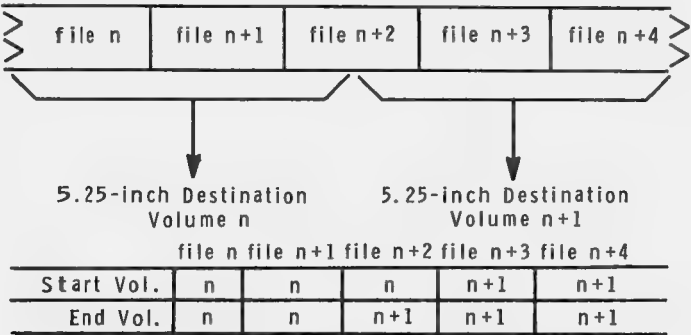 file n file n+1 file n+2 file n+3 file n+4
5.25-inch Destination Volume n
5.25-inch Destination Volume n+1
file n file n+1 file n+2 file n+3 file n+4
Start Vol. n n n n+1 n+1
End Vol. n n n+1 n+1 n+1